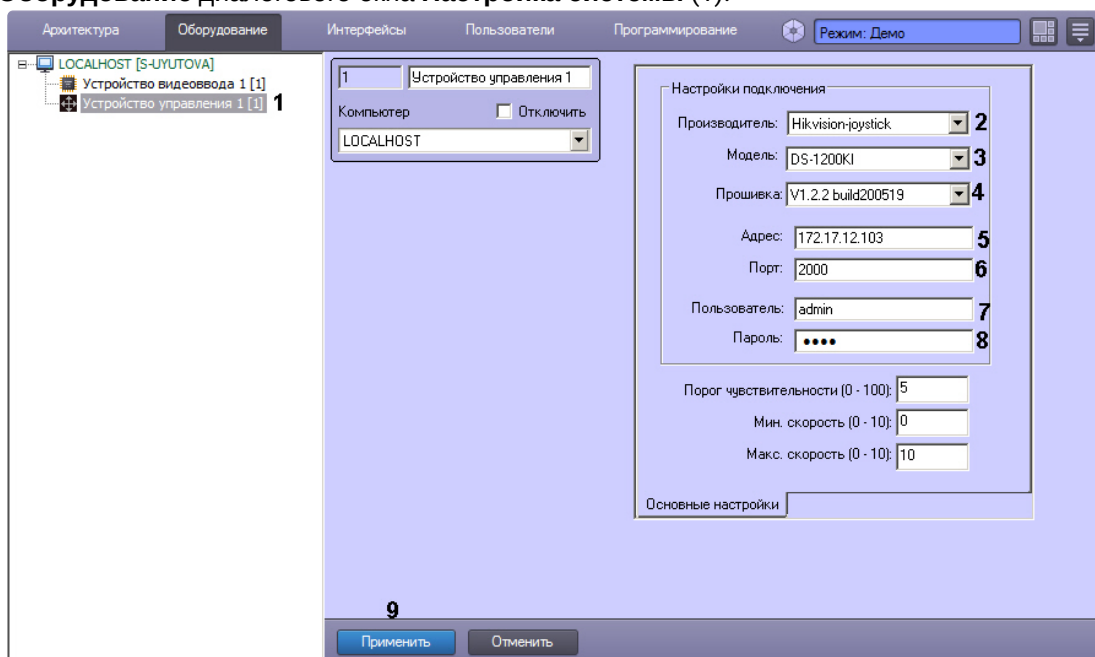 Оборудование диалогового окна Настройка системы (1).
Архитектура Оборудование Интерфейсы Пользователи Программирование Режим: Демо
LOCALHOST [S-UYUTOVA]
Устройство видеоввода 1 [1]
Устройство управления 1 [1] 1
1 Устройство управления 1
Компьютер Отключить
LOCALHOST
Настройки подключения
Производитель: Hikvision-joystick 2
Модель: DS-1200KI 3
Прошивка: V1.2.2 build200519 4
Адрес: 172.17.12.103 5
Порт: 2000 6
Пользователь: admin 7
Пароль: •••• 8
Порог чувствительности (0 - 100): 5
Мин. скорость (0 - 10): 0
Макс. скорость (0 - 10): 10
Основные настройки
9
Применить Отменить